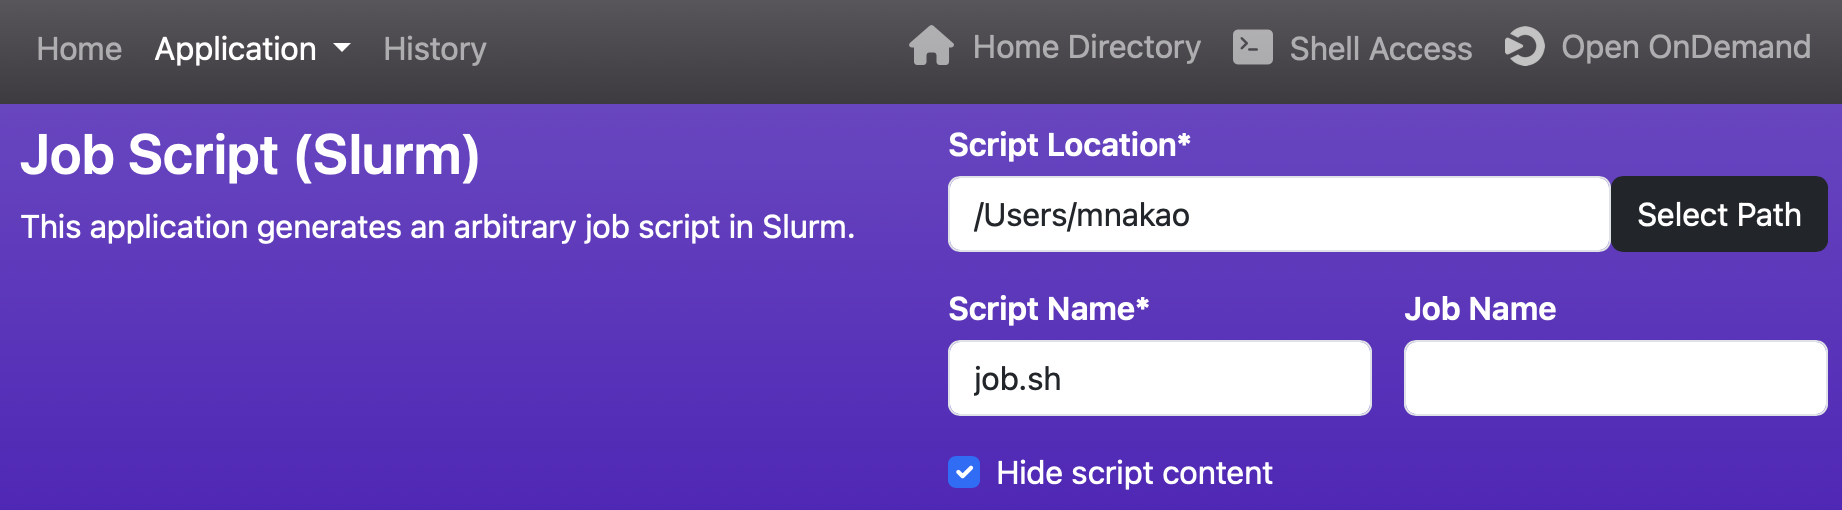 Home Application History Home Directory Shell Access Open OnDemand
Job Script (Slurm)
This application generates an arbitrary job script in Slurm.
Script Location*
/Users/mnakao Select Path
Script Name* Job Name
job.sh
Hide script content